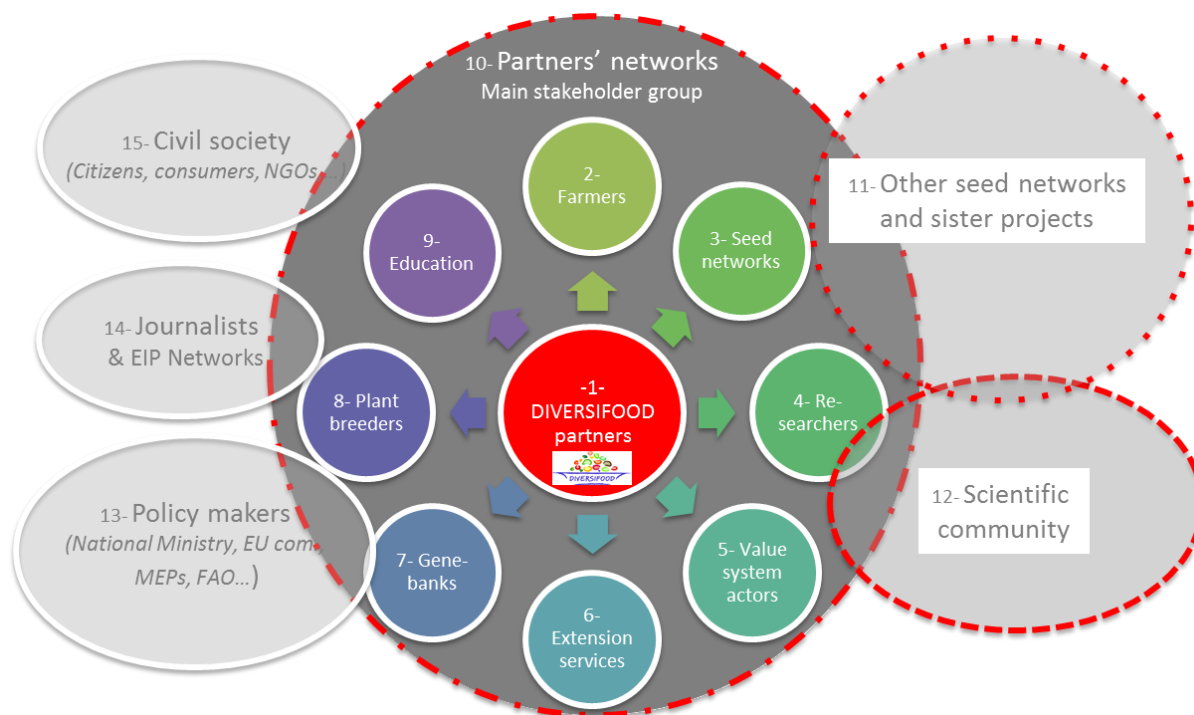 10- Partners' networks
Main stakeholder group
15- Civil society
(Citizens, consumers, NGOs...)
2-
Farmers
11- Other seed networks
and sister projects
9-
Education
3- Seed
networks
14- Journalists
& EIP Networks
-1-
DIVERSIFOOD
partners
DIVERSIFOOD
8- Plant
breeders
4- Re-
searchers
12- Scientific
community
13- Policy makers
(National Ministry, EU com,
MEPs, FAO...)
7- Gene-
banks
5- Value
system
actors
6-
Extension
services